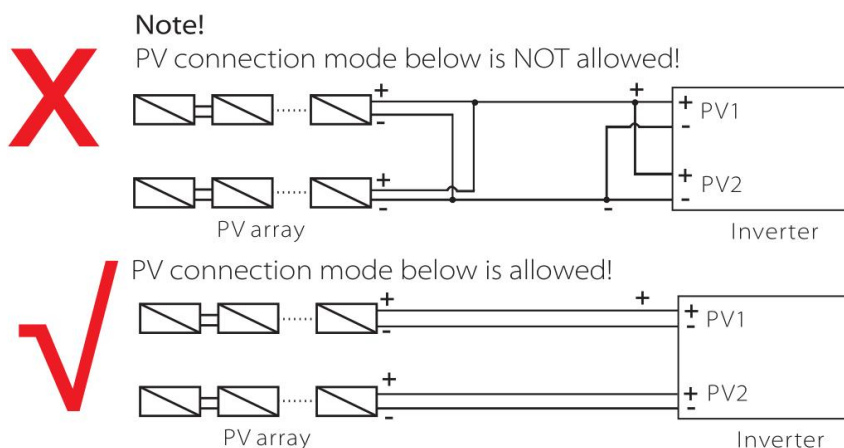 Note!
PV connection mode below is NOT allowed!
X
+
+
+
PV1
-
-
+
+
PV2
-
-
-
PV array
Inverter
PV connection mode below is allowed!
√
+
+
+
PV1
-
-
+
+
PV2
-
-
PV array
Inverter